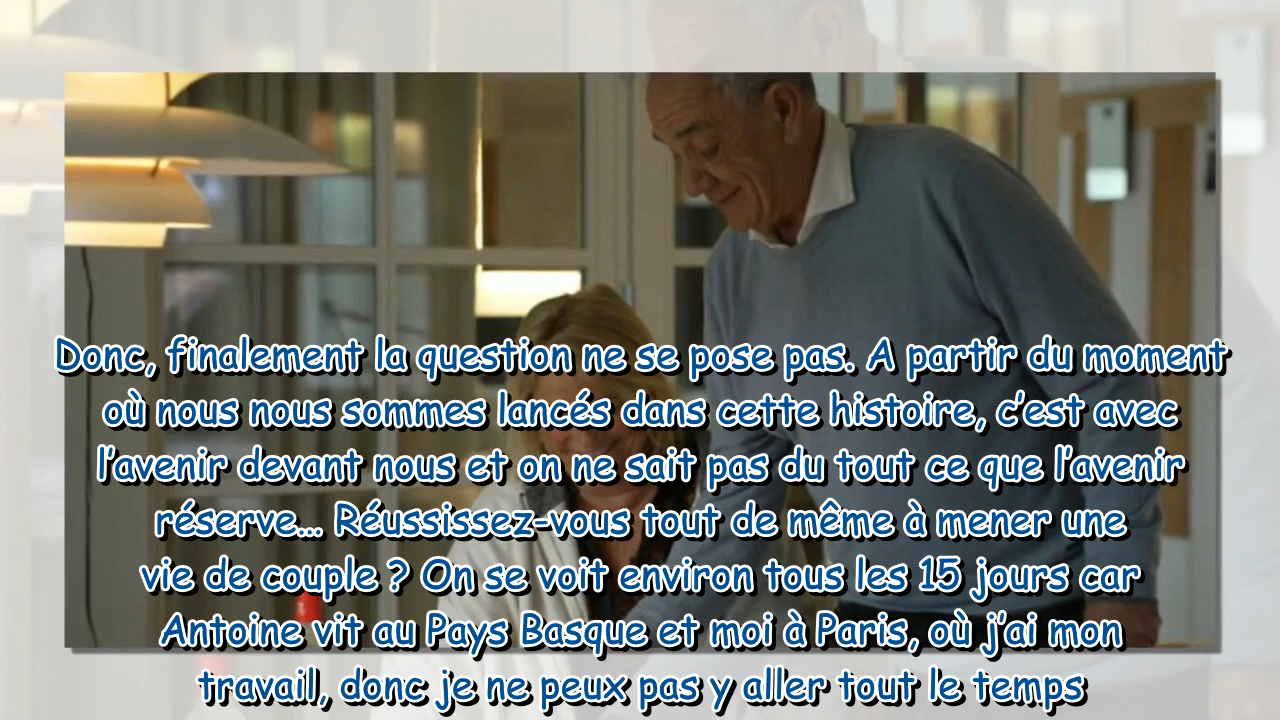 Donc, finalement la question ne se pose pas. A partir du moment
où nous nous sommes lancés dans cette histoire, c’est avec
l’avenir devant nous et on ne sait pas du tout ce que l’avenir
réserve... Réussissez-vous tout de même à mener une
vie de couple ? On se voit environ tous les 15 jours car
Antoine vit au Pays Basque et moi à Paris, où j’ai mon
travail, donc je ne peux pas y aller tout le temps